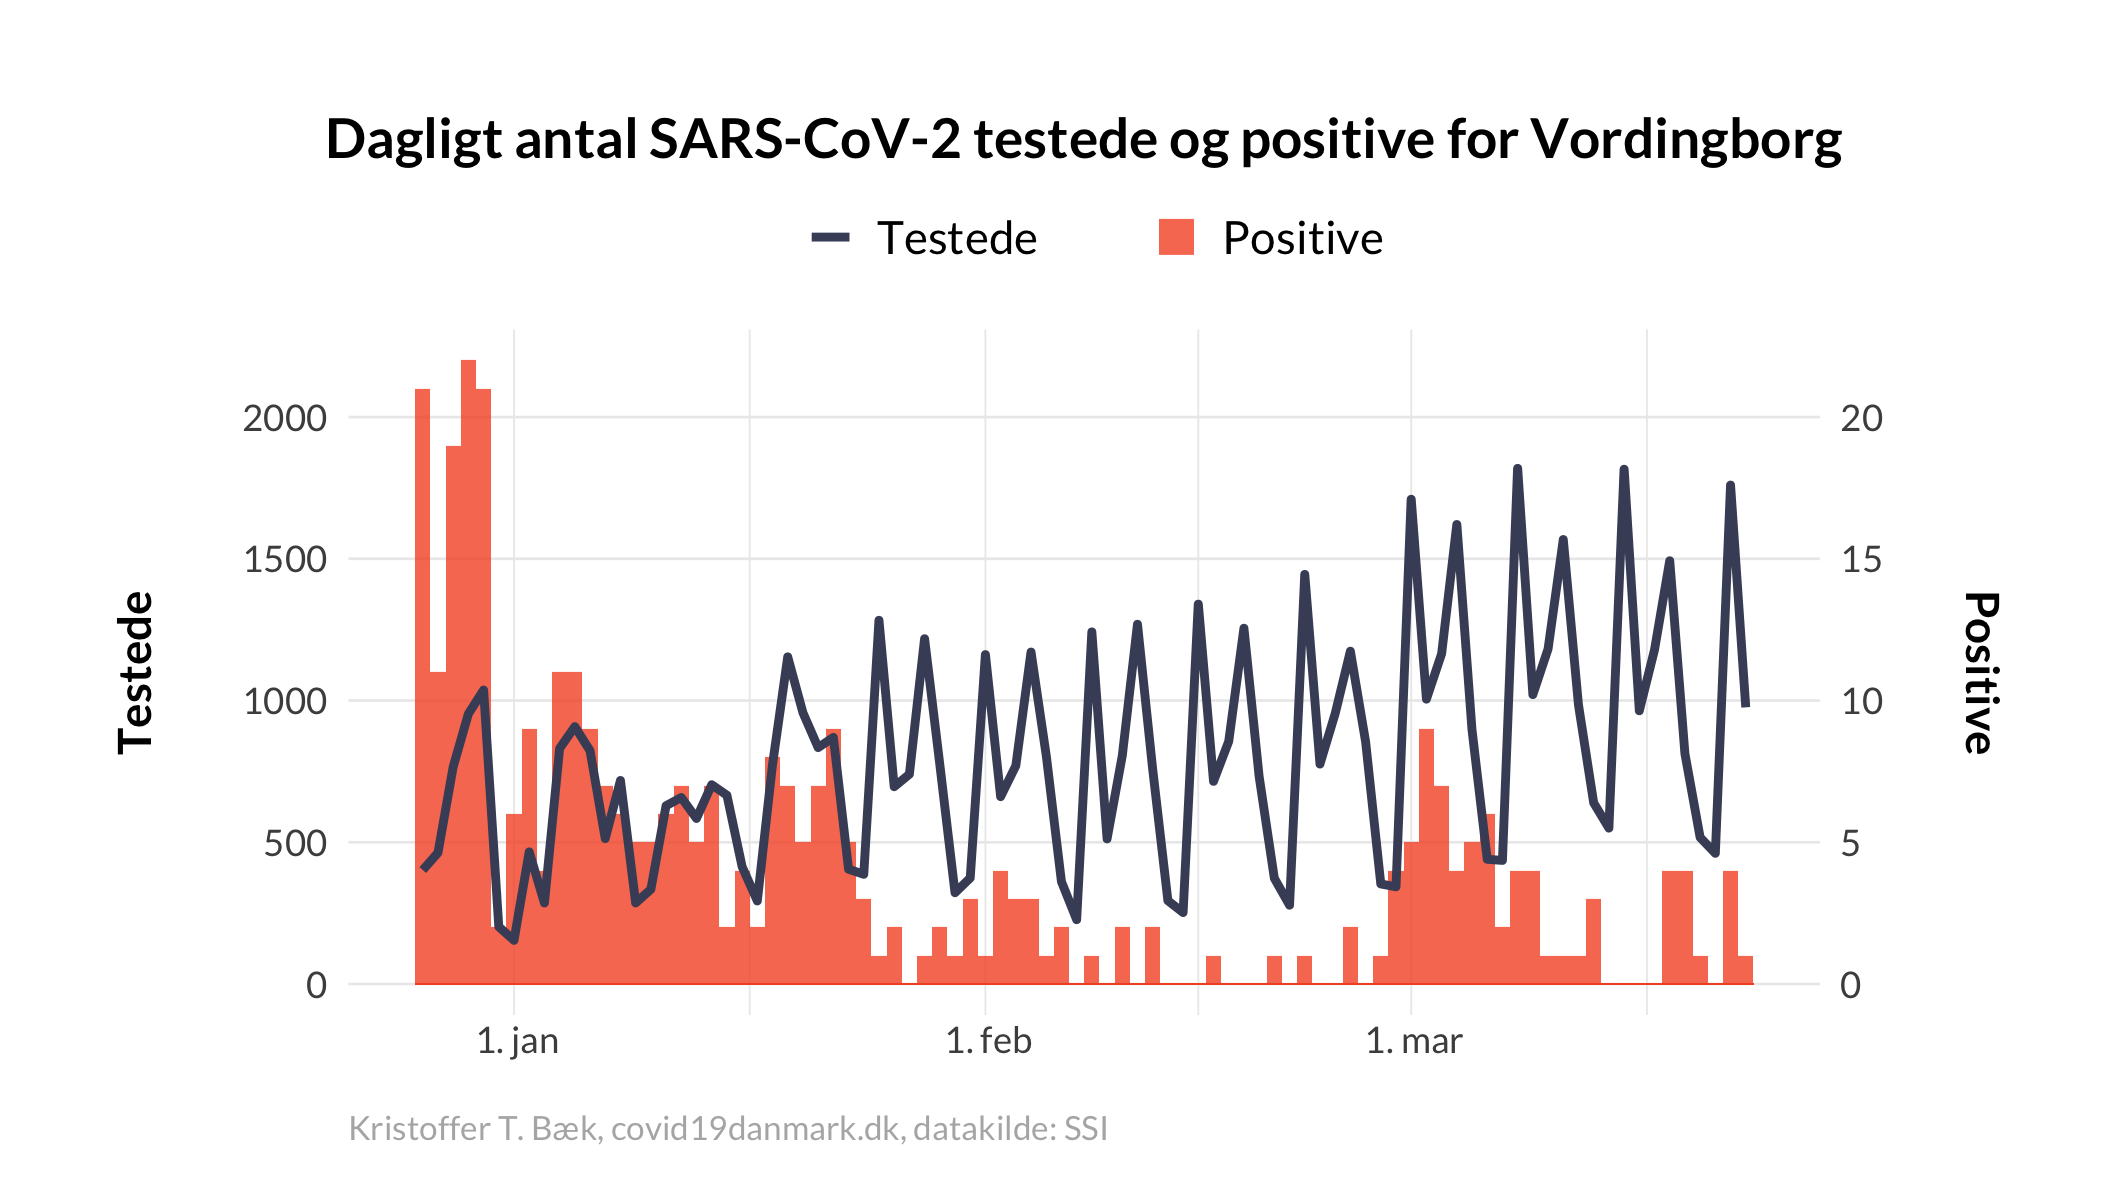 Dagligt antal SARS-CoV-2 testede og positive for Vordingborg
Testede Positive
2000 20
1500 15
1000 10
500 5
0 0
Testede
Positive
1. jan 1. feb 1. mar
Kristoffer T. Bæk, covid19danmark.dk, datakilde: SSI